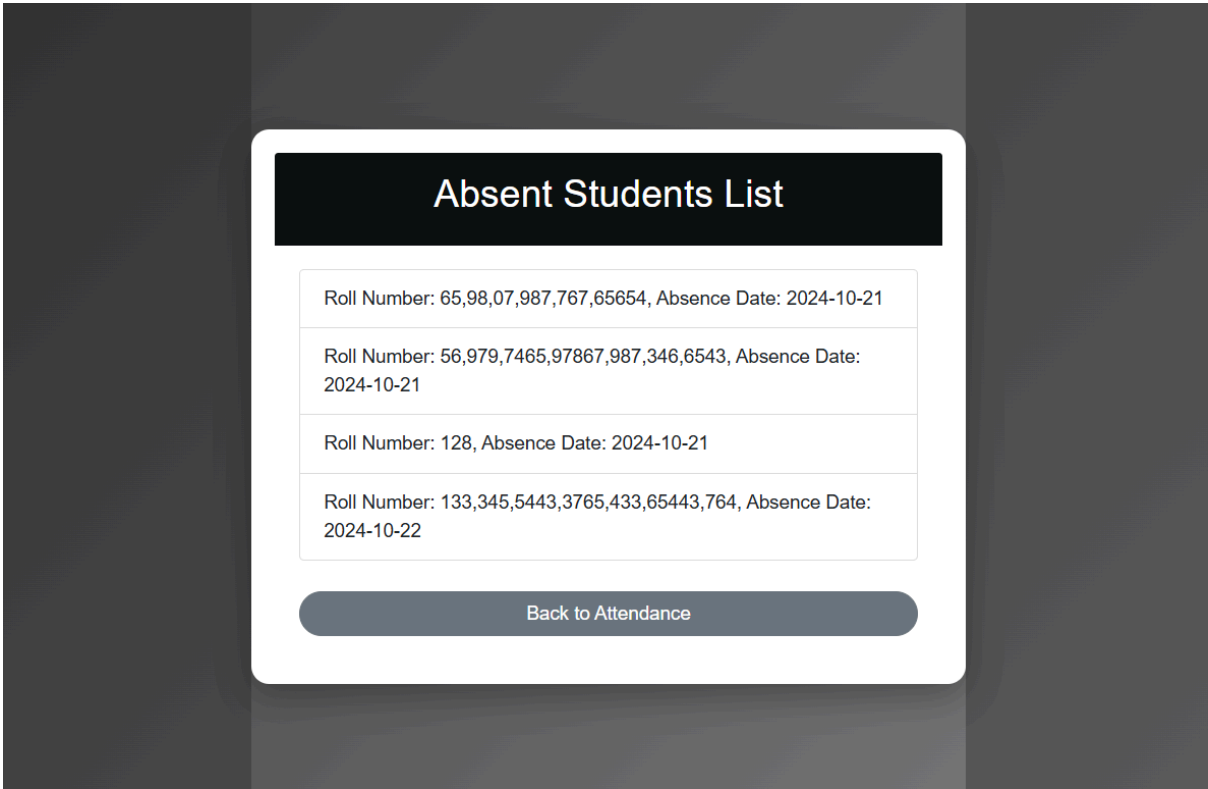 Absent Students List
Roll Number: 65,98,07,987,767,65654, Absence Date: 2024-10-21
Roll Number: 56,979,7465,97867,987,346,6543, Absence Date:
2024-10-21
Roll Number: 128, Absence Date: 2024-10-21
Roll Number: 133,345,5443,3765,433,65443,764, Absence Date:
2024-10-22
Back to Attendance